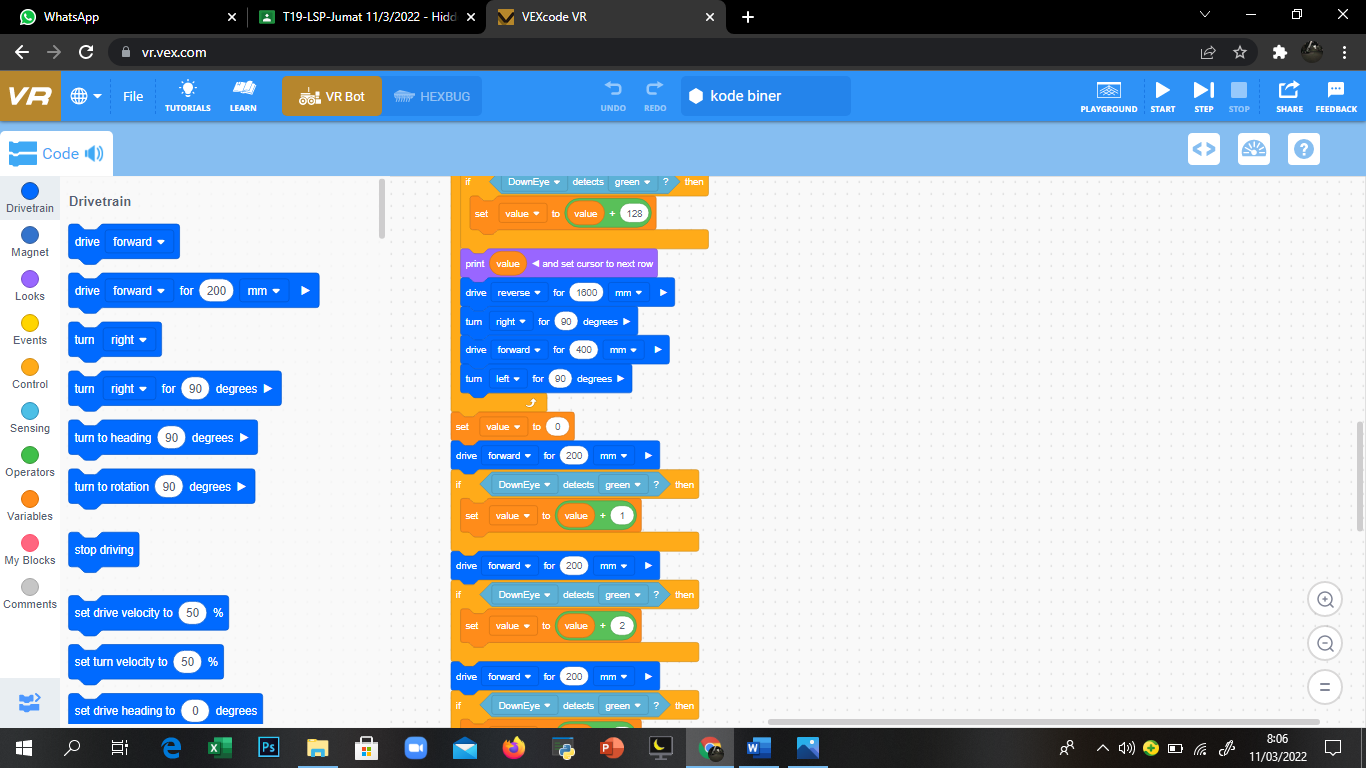 WhatsApp
T19-LSP-Jumat 11/3/2022 - Hidd
VEXcode VR
vr.vex.com
VR
File
TUTORIALS
LEARN
VR Bot
HEXBUG
UNDO
REDO
kode biner
PLAYGROUND
START
STEP
STOP
SHARE
FEEDBACK
Code
Drivetrain
Magnet
Looks
Events
Control
Sensing
Operators
Variables
My Blocks
Comments
Drivetrain
drive forward
drive forward for 200 mm
turn right
turn right for 90 degrees
turn to heading 90 degrees
turn to rotation 90 degrees
stop driving
set drive velocity to 50 %
set turn velocity to 50 %
set drive heading to 0 degrees
if DownEye detects green ? then
set value to value + 128
print value ◀ and set cursor to next row
drive reverse for 1600 mm
turn right for 90 degrees
drive forward for 400 mm
turn left for 90 degrees
set value to 0
drive forward for 200 mm
if DownEye detects green ? then
set value to value + 1
drive forward for 200 mm
if DownEye detects green ? then
set value to value + 2
drive forward for 200 mm
if DownEye detects green ? then
8:06
11/03/2022